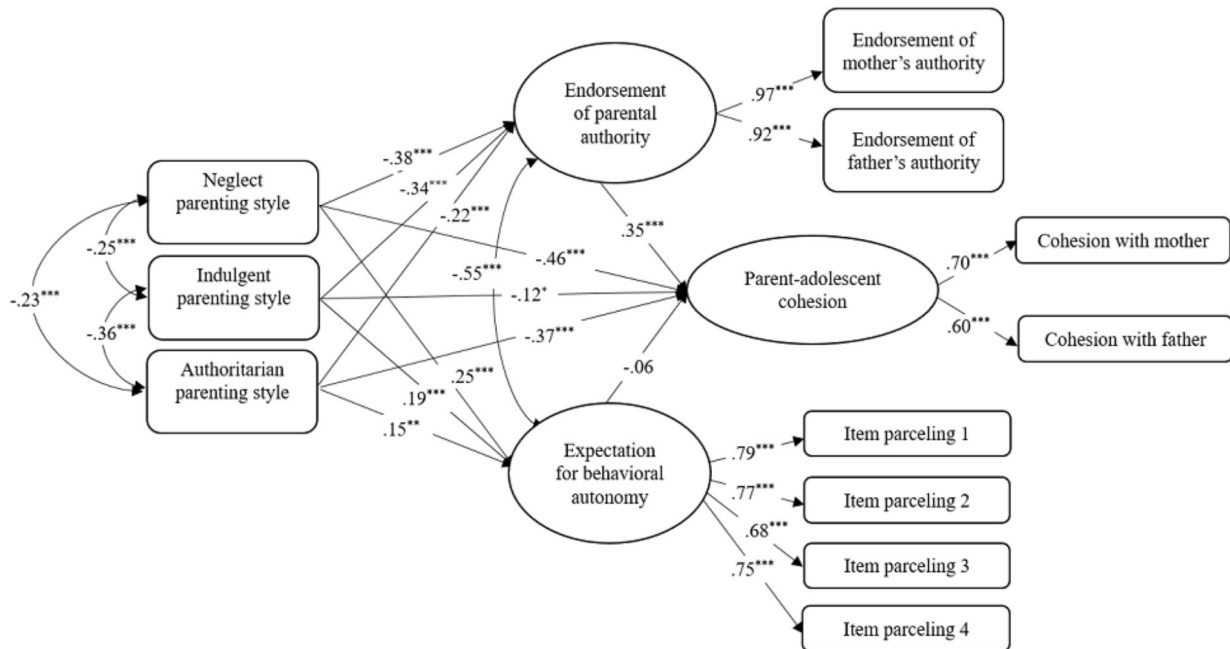 Endorsement
of parental
authority
.97***
.92***
Endorsement of
mother’s authority
Endorsement of
father’s authority
Neglect
parenting style
Indulgent
parenting style
Authoritarian
parenting style
-.25***
-.23***
-.36***
-.38***
-.34***
-.22***
-.55***
.35***
-.46***
-.12*
-.37***
-.06
.25***
.19***
.15**
Parent-adolescent
cohesion
.70***
.60***
Cohesion with mother
Cohesion with father
Expectation
for behavioral
autonomy
.79***
.77***
.68***
.75***
Item parceling 1
Item parceling 2
Item parceling 3
Item parceling 4